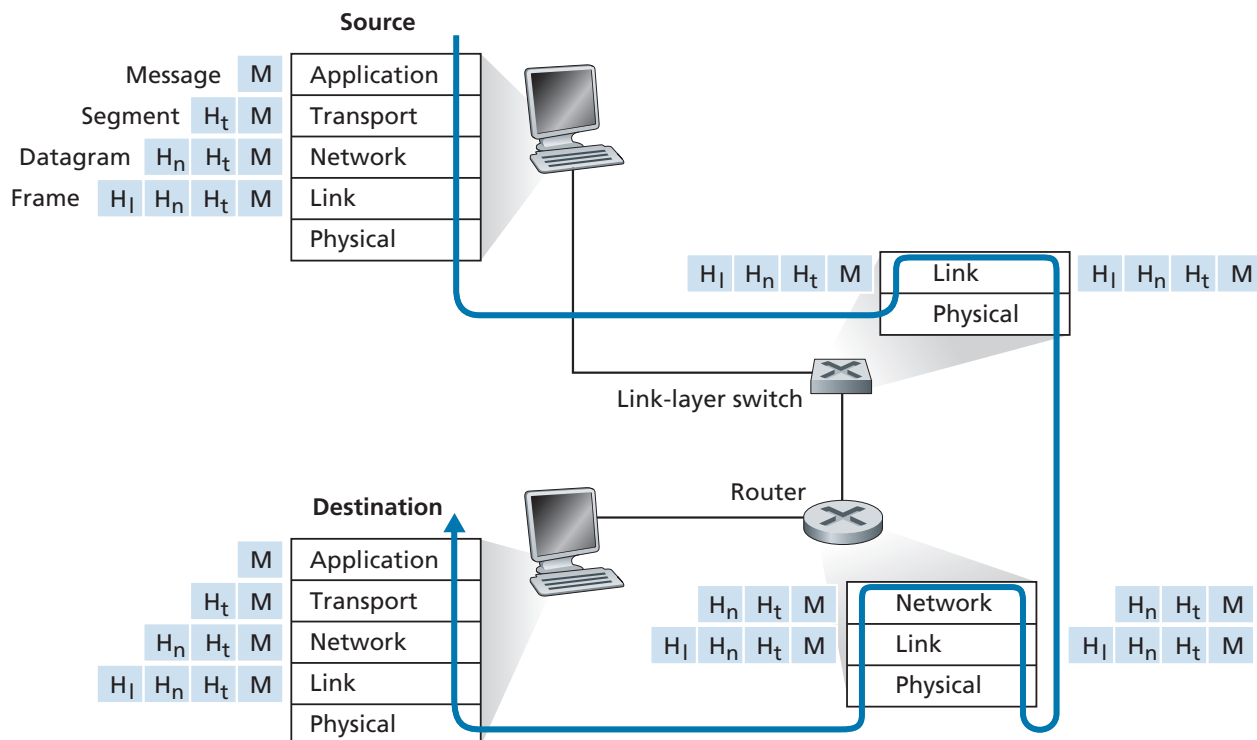 Source
Message M Application
Segment Ht M Transport
Datagram Hn Ht M Network
Frame Hl Hn Ht M Link
Physical
Hl Hn Ht M Link Hl Hn Ht M
Physical
Link-layer switch
Router
Destination
M Application
Ht M Transport
Hn Ht M Network
Hl Hn Ht M Link
Physical
Hn Ht M Network Hn Ht M
Hl Hn Ht M Link Hl Hn Ht M
Physical